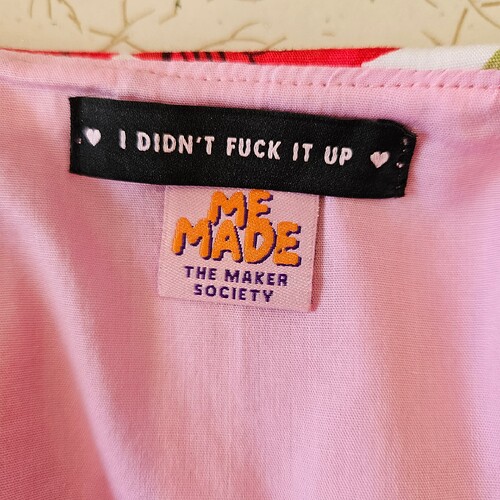 I DIDN'T FUCK IT UP
ME
MADE
THE MAKER
SOCIETY